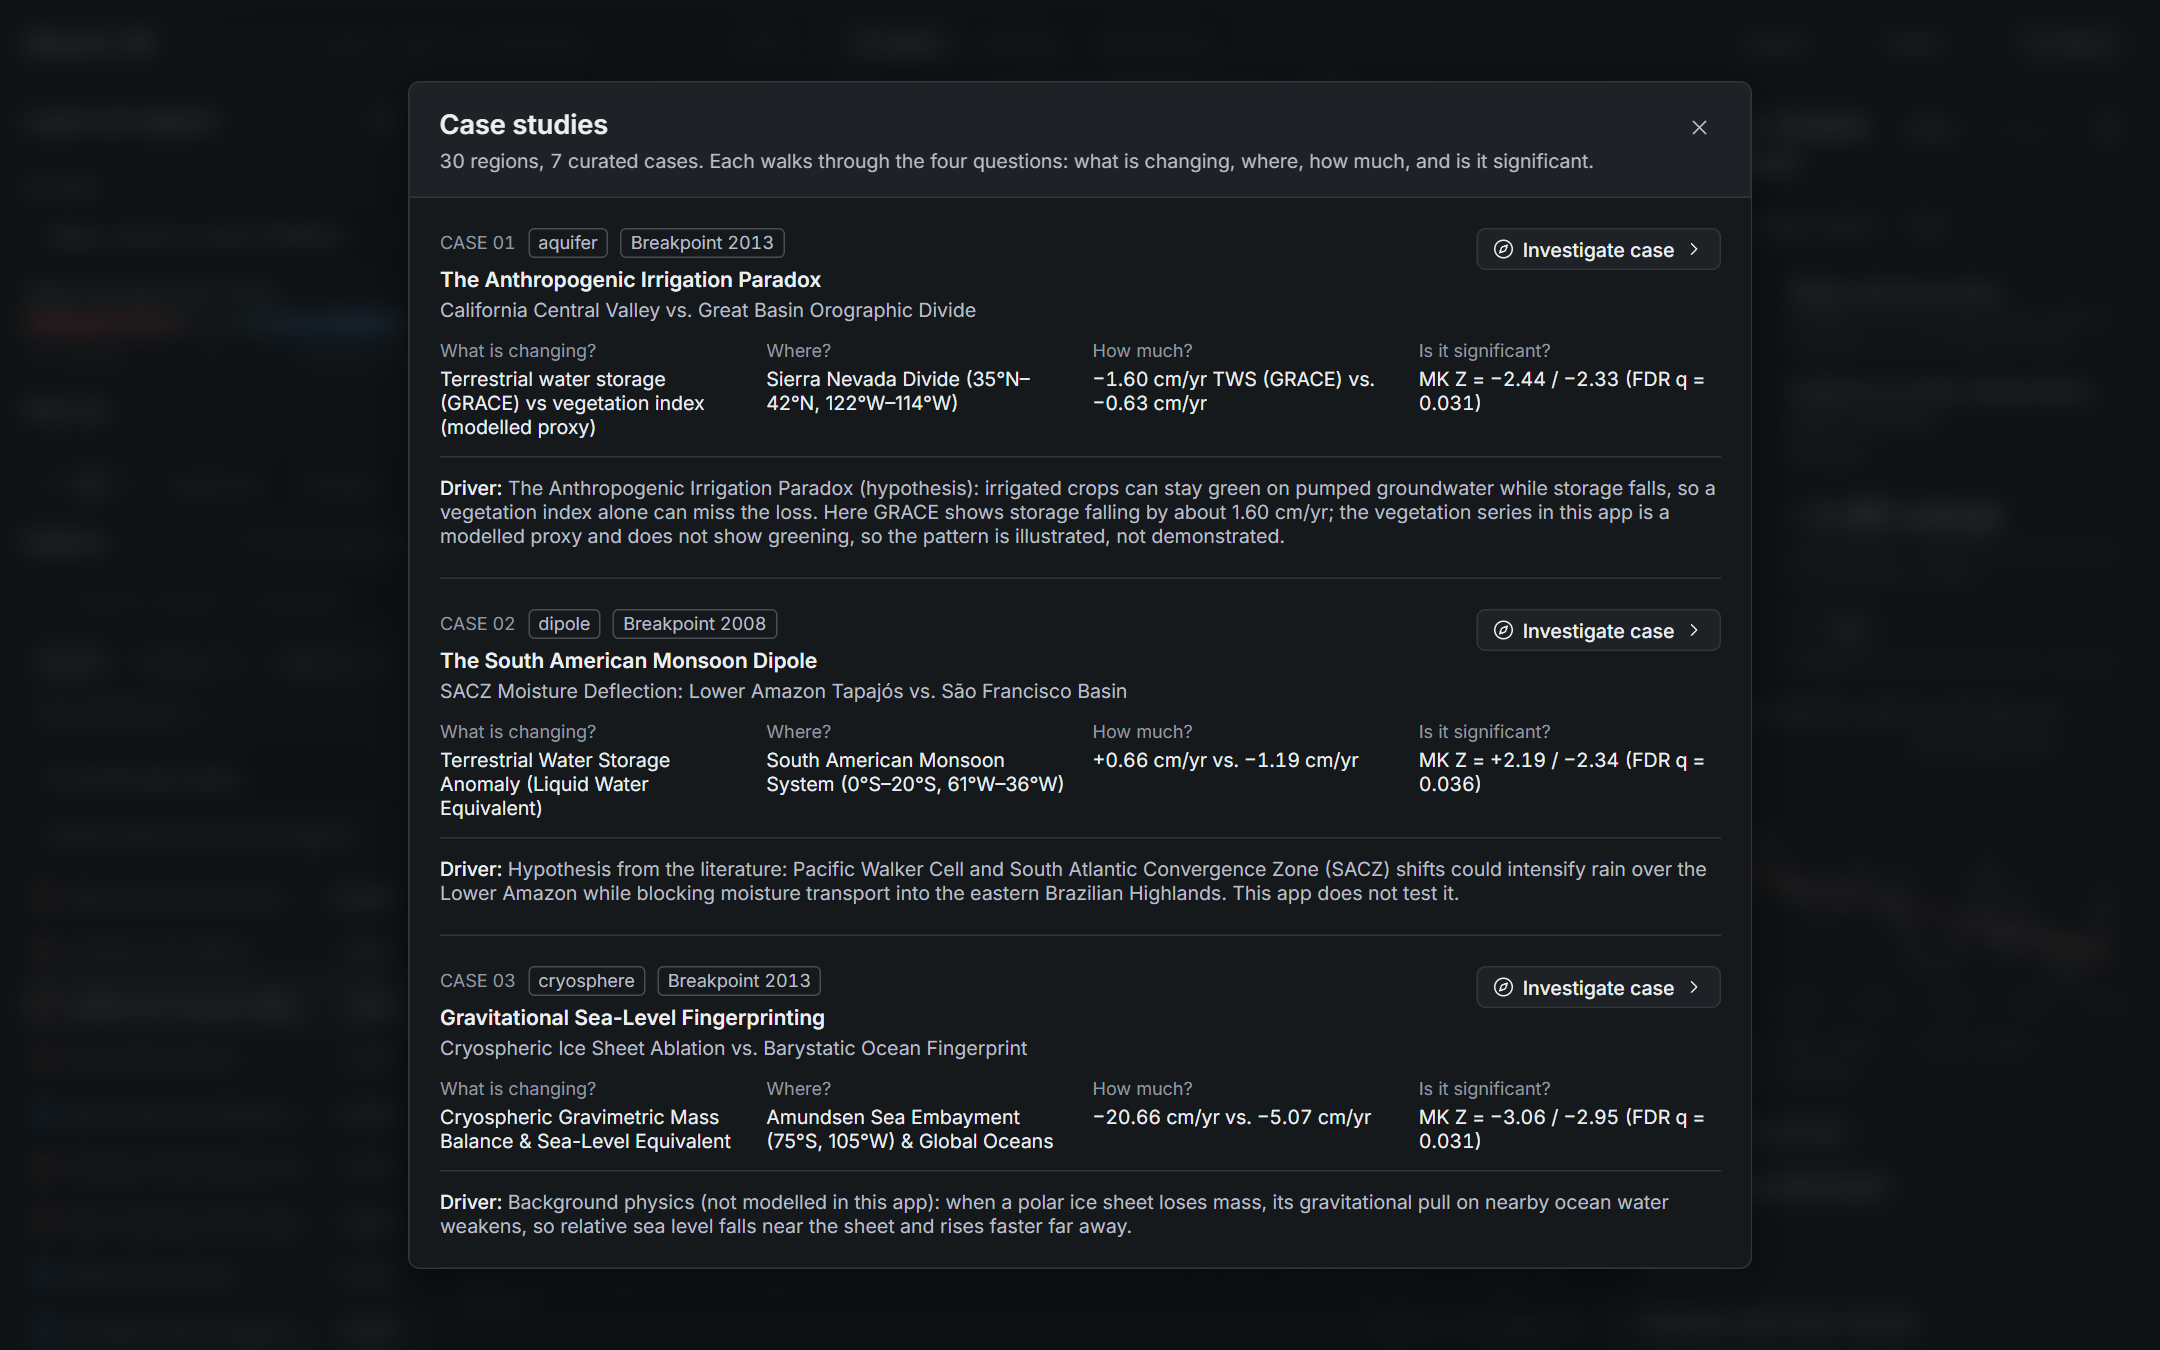 Case studies
30 regions, 7 curated cases. Each walks through the four questions: what is changing, where, how much, and is it significant.
CASE 01 aquifer Breakpoint 2013
Investigate case
The Anthropogenic Irrigation Paradox
California Central Valley vs. Great Basin Orographic Divide
What is changing?
Terrestrial water storage
(GRACE) vs vegetation index
(modelled proxy)
Where?
Sierra Nevada Divide (35°N–
42°N, 122°W–114°W)
How much?
−1.60 cm/yr TWS (GRACE) vs.
−0.63 cm/yr
Is it significant?
MK Z = −2.44 / −2.33 (FDR q =
0.031)
Driver: The Anthropogenic Irrigation Paradox (hypothesis): irrigated crops can stay green on pumped groundwater while storage falls, so a
vegetation index alone can miss the loss. Here GRACE shows storage falling by about 1.60 cm/yr; the vegetation series in this app is a
modelled proxy and does not show greening, so the pattern is illustrated, not demonstrated.
CASE 02 dipole Breakpoint 2008
Investigate case
The South American Monsoon Dipole
SACZ Moisture Deflection: Lower Amazon Tapajós vs. São Francisco Basin
What is changing?
Terrestrial Water Storage
Anomaly (Liquid Water
Equivalent)
Where?
South American Monsoon
System (0°S–20°S, 61°W–36°W)
How much?
+0.66 cm/yr vs. −1.19 cm/yr
Is it significant?
MK Z = +2.19 / −2.34 (FDR q =
0.036)
Driver: Hypothesis from the literature: Pacific Walker Cell and South Atlantic Convergence Zone (SACZ) shifts could intensify rain over the
Lower Amazon while blocking moisture transport into the eastern Brazilian Highlands. This app does not test it.
CASE 03 cryosphere Breakpoint 2013
Investigate case
Gravitational Sea-Level Fingerprinting
Cryospheric Ice Sheet Ablation vs. Barystatic Ocean Fingerprint
What is changing?
Cryospheric Gravimetric Mass
Balance & Sea-Level Equivalent
Where?
Amundsen Sea Embayment
(75°S, 105°W) & Global Oceans
How much?
−20.66 cm/yr vs. −5.07 cm/yr
Is it significant?
MK Z = −3.06 / −2.95 (FDR q =
0.031)
Driver: Background physics (not modelled in this app): when a polar ice sheet loses mass, its gravitational pull on nearby ocean water
weakens, so relative sea level falls near the sheet and rises faster far away.